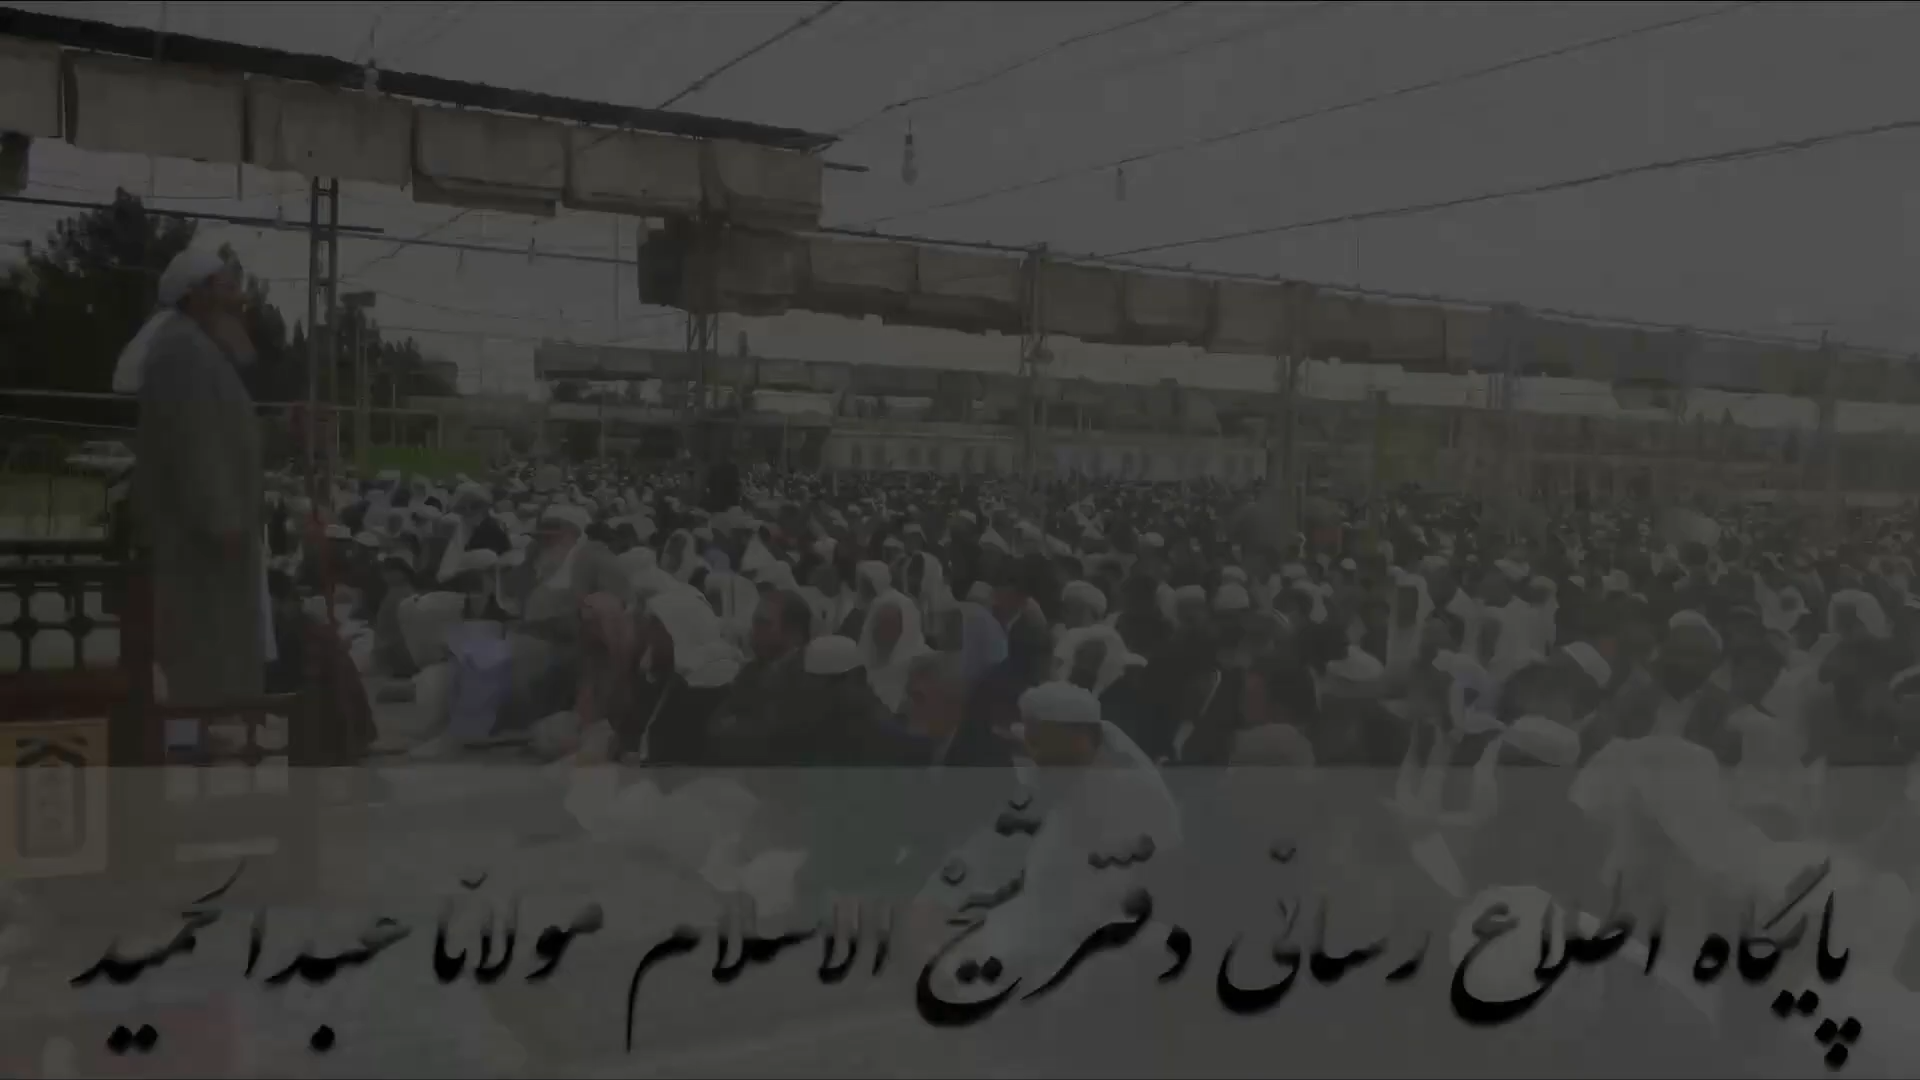 پایگاه اطلاع رسانی دفتر شیخ الاسلام مولانا عبدالحمید